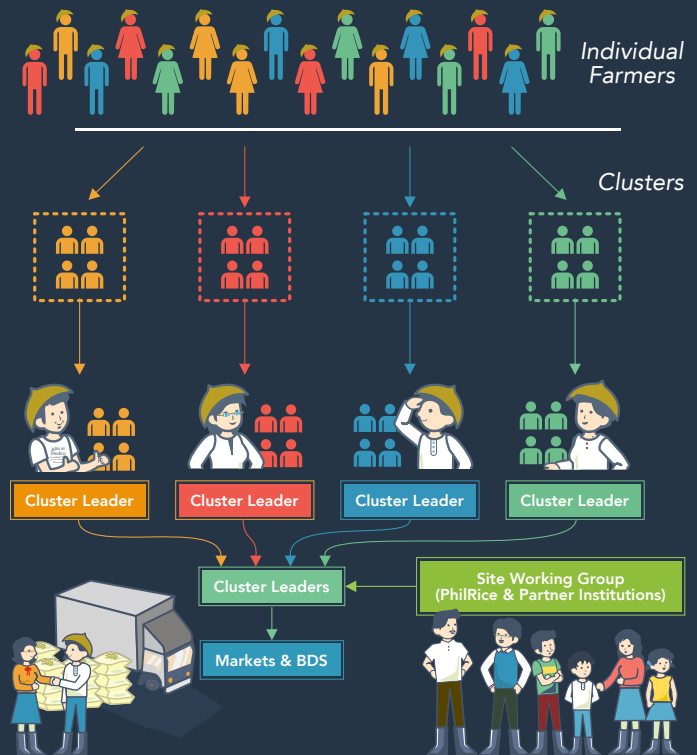 Individual
Farmers
Clusters
Cluster Leader
Cluster Leader
Cluster Leader
Cluster Leader
Cluster Leaders
Site Working Group
(PhilRice & Partner Institutions)
Markets & BDS